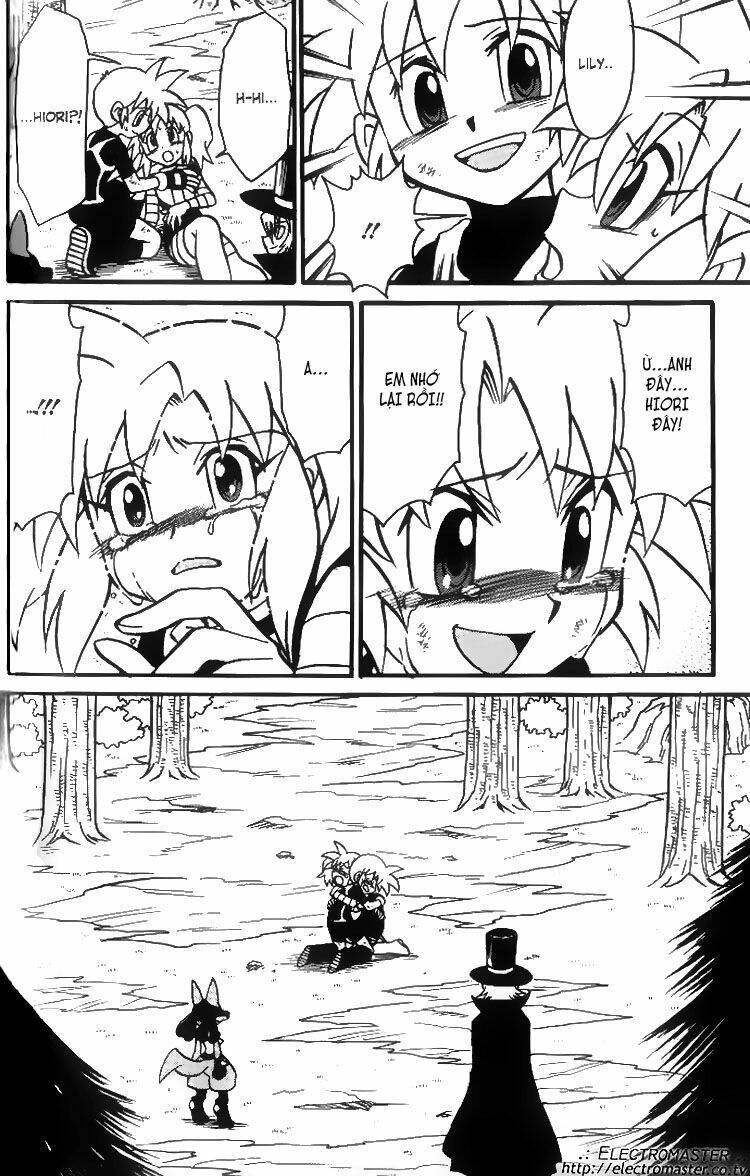 LILY..
!!
H-HI...
...HIORI?!
Ừ...ANH
ĐÂY...
HIORI
ĐÂY!
EM NHỚ
LẠI RỒI!!
A...
...!!!
.: ELECTROMASTER
http://electromaster.co.tv